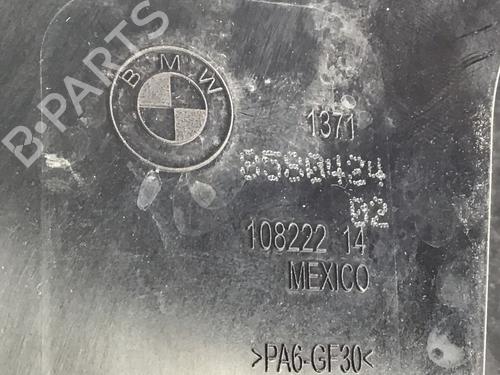 B·PARTS
BMW
1371
8580424
02
108222 14
MEXICO
>PA6-GF30<